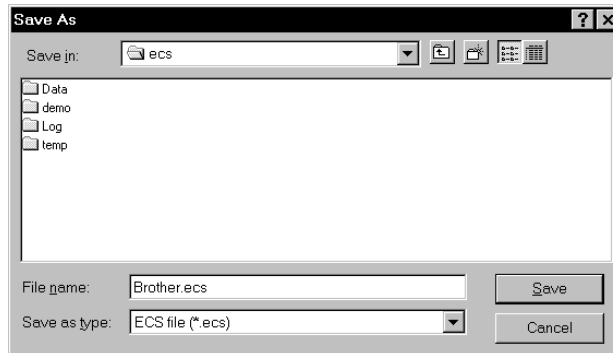 Save As
Save in: ecs
Data
demo
Log
temp
File name: Brother.ecs
Save
Save as type: ECS file (*.ecs)
Cancel